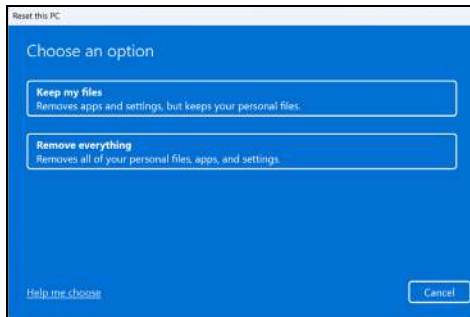 Reset this PC
Choose an option
Keep my files
Removes apps and settings, but keeps your personal files.
Remove everything
Removes all of your personal files, apps, and settings.
Help me choose
Cancel